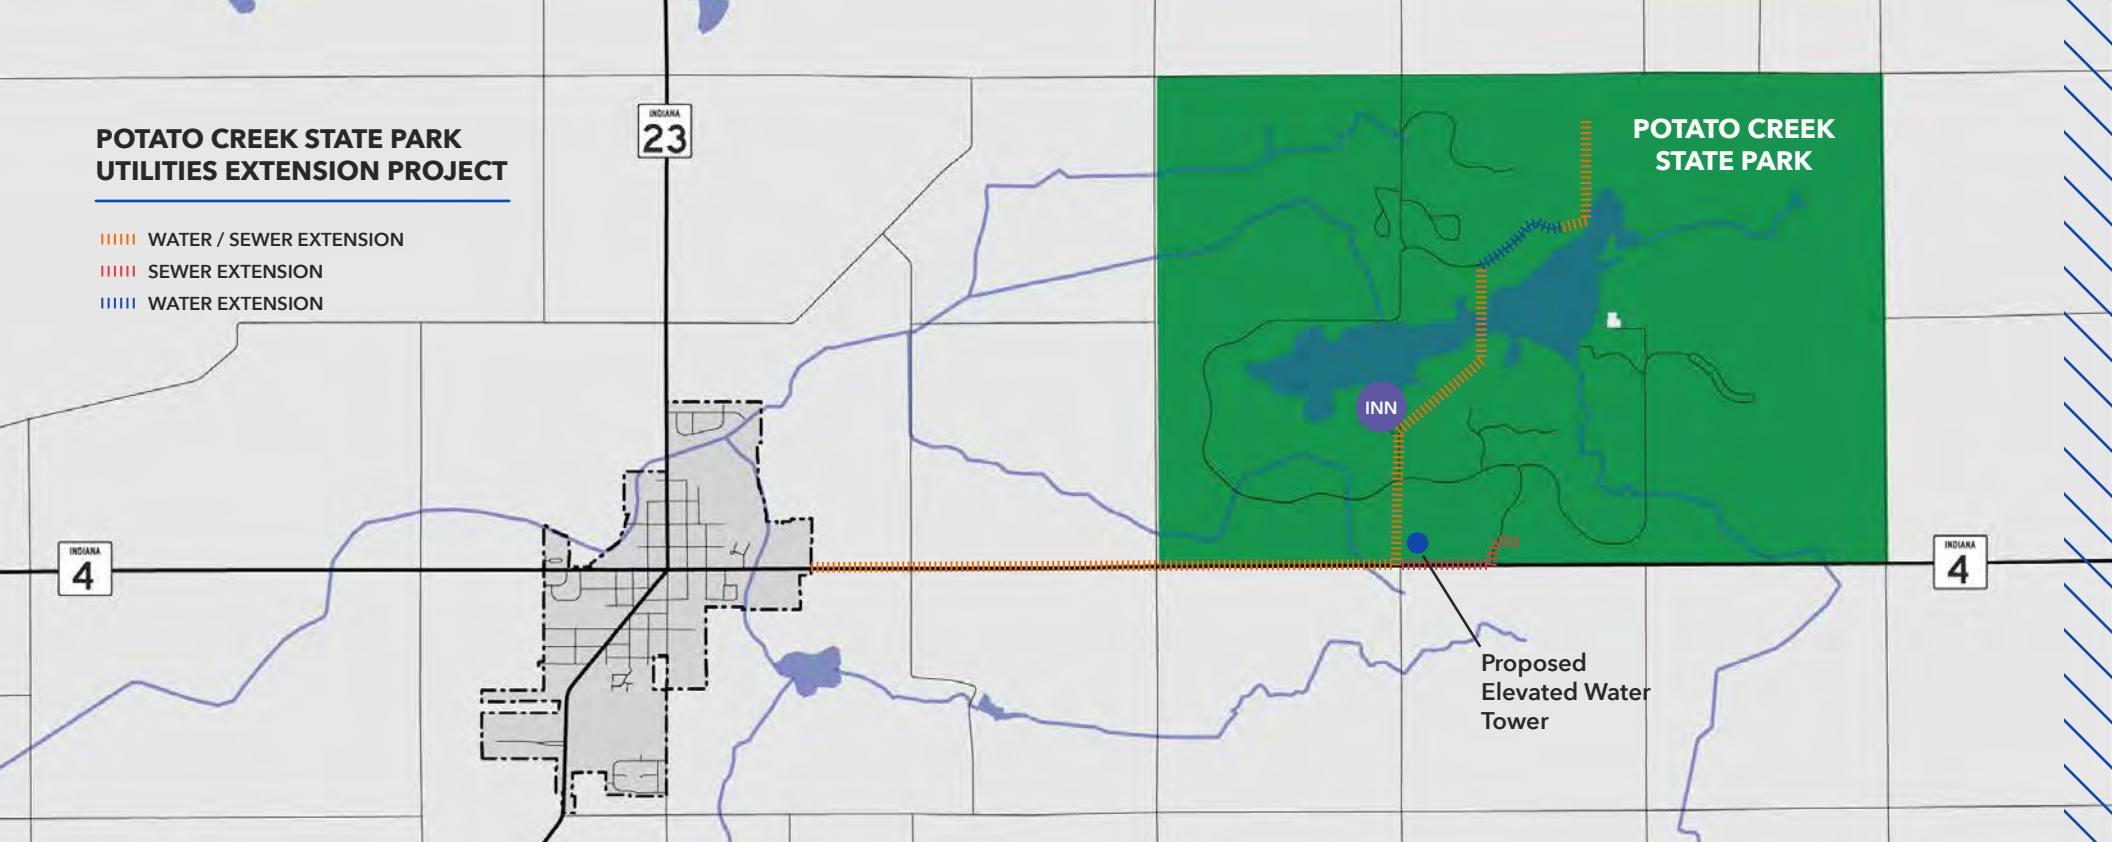 POTATO CREEK STATE PARK
UTILITIES EXTENSION PROJECT
WATER / SEWER EXTENSION
SEWER EXTENSION
WATER EXTENSION
INDIANA
23
POTATO CREEK
STATE PARK
INN
INDIANA
4
INDIANA
4
Proposed
Elevated Water
Tower